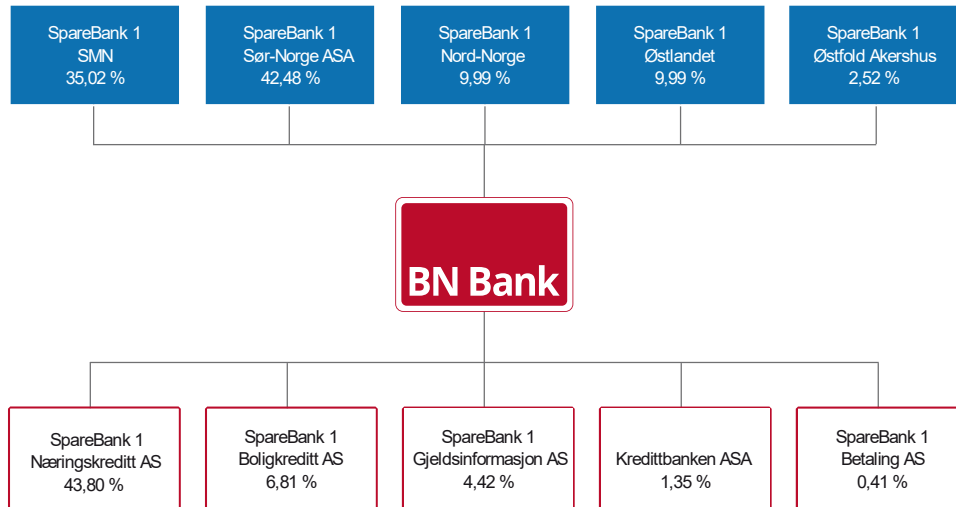 SpareBank 1
SMN
35,02 %
SpareBank 1
Sør-Norge ASA
42,48 %
SpareBank 1
Nord-Norge
9,99 %
SpareBank 1
Østlandet
9,99 %
SpareBank 1
Østfold Akershus
2,52 %
BN Bank
SpareBank 1
Næringskreditt AS
43,80 %
SpareBank 1
Boligkreditt AS
6,81 %
SpareBank 1
Gjeldsinformasjon AS
4,42 %
Kredittbanken ASA
1,35 %
SpareBank 1
Betaling AS
0,41 %